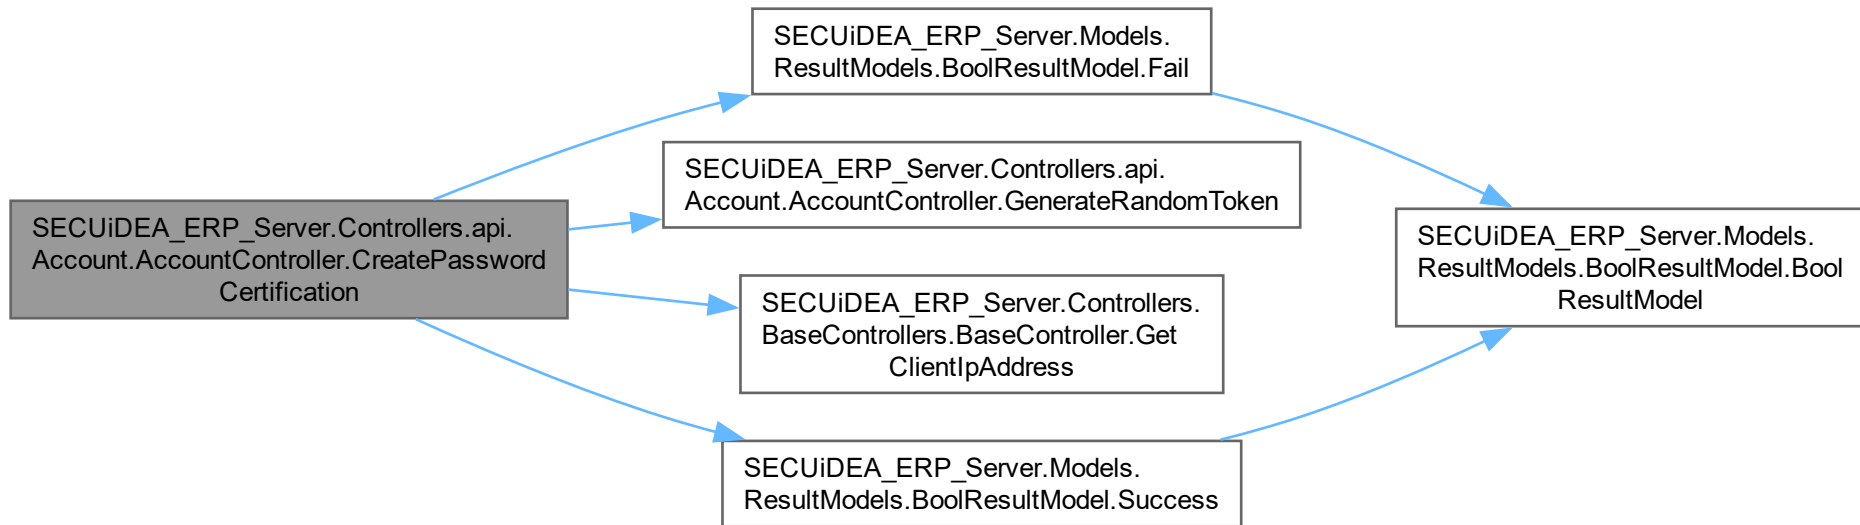 SECUiDEA_ERP_Server.Controllers.api.
Account.AccountController.CreatePassword
Certification
SECUiDEA_ERP_Server.Models.
ResultModels.BoolResultModel.Fail
SECUiDEA_ERP_Server.Controllers.api.
Account.AccountController.GenerateRandomToken
SECUiDEA_ERP_Server.Controllers.
BaseControllers.BaseController.Get
ClientIpAddress
SECUiDEA_ERP_Server.Models.
ResultModels.BoolResultModel.Success
SECUiDEA_ERP_Server.Models.
ResultModels.BoolResultModel.Bool
ResultModel